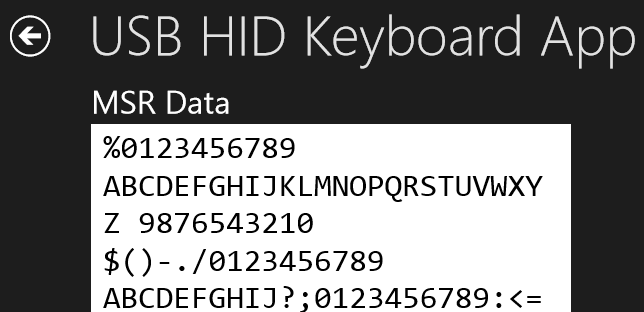 USB HID Keyboard App
MSR Data
%0123456789
ABCDEFGHIJKLMNOPQRSTUVWXY
Z 9876543210
$()-./0123456789
ABCDEFGHIJ?;0123456789:<=